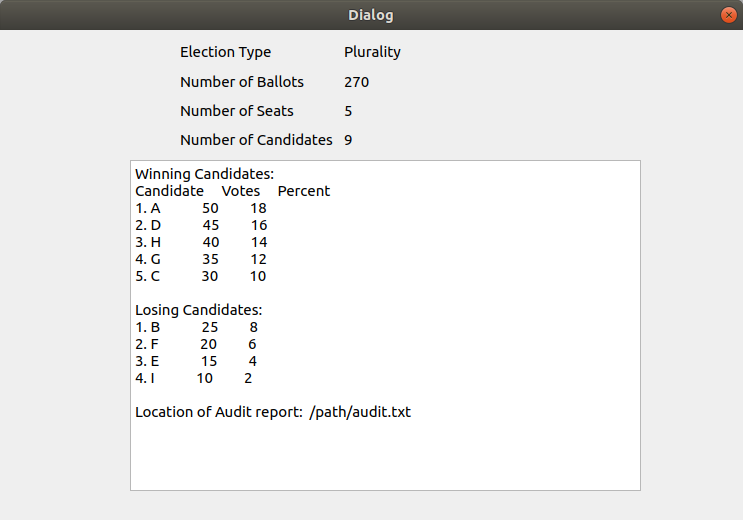 Dialog
Election Type Plurality
Number of Ballots 270
Number of Seats 5
Number of Candidates 9
Winning Candidates:
Candidate Votes Percent
1. A 50 18
2. D 45 16
3. H 40 14
4. G 35 12
5. C 30 10
Losing Candidates:
1. B 25 8
2. F 20 6
3. E 15 4
4. I 10 2
Location of Audit report: /path/audit.txt